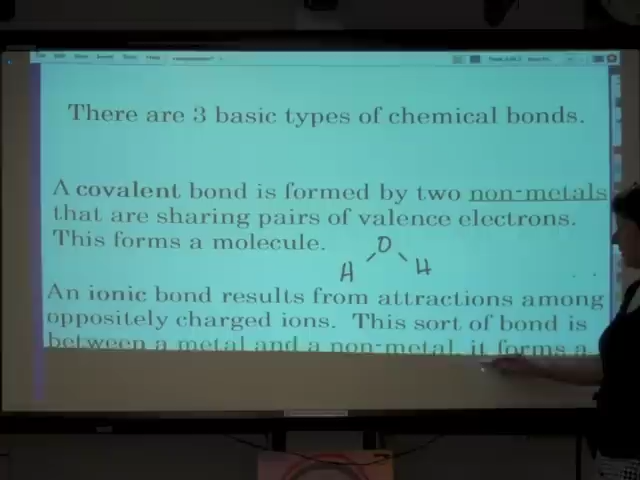 There are 3 basic types of chemical bonds.
A covalent bond is formed by two non-metals
that are sharing pairs of valence electrons.
This forms a molecule.
O
H H
An ionic bond results from attractions among
oppositely charged ions. This sort of bond is
between a metal and a non-metal, it forms a